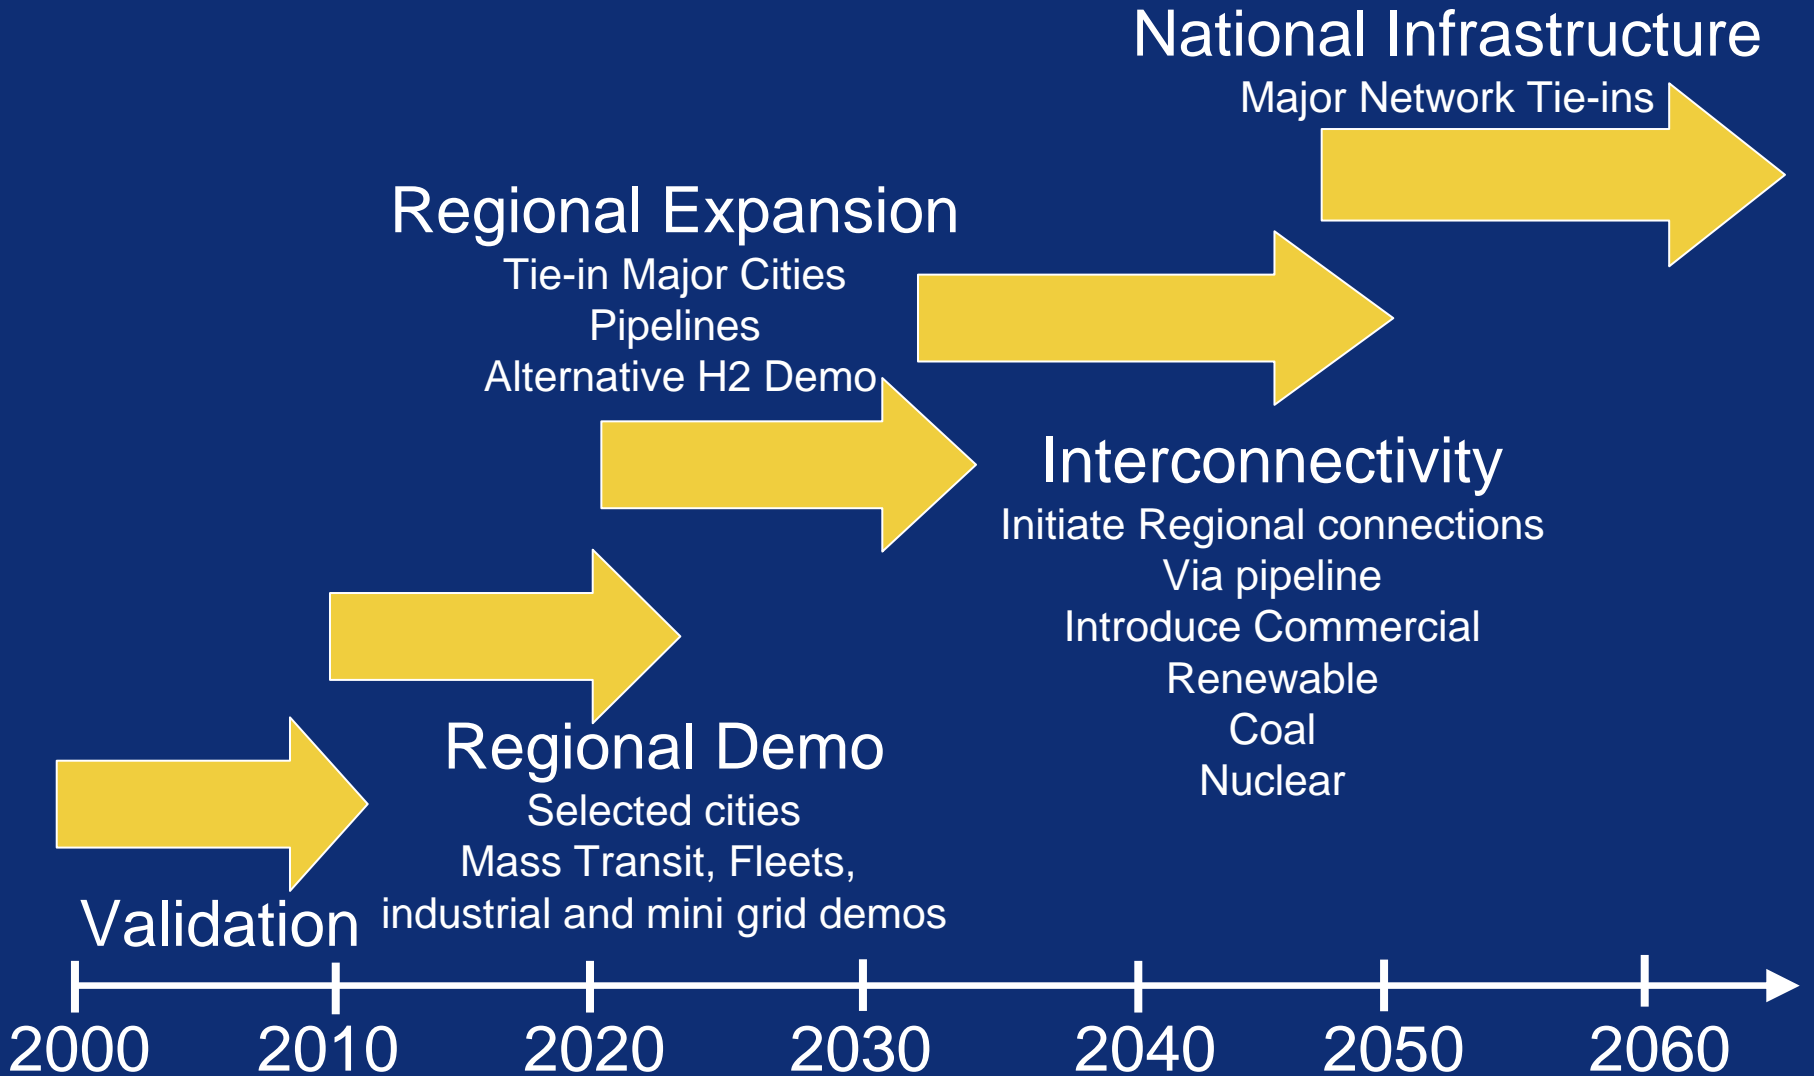 National Infrastructure
Major Network Tie-ins
Regional Expansion
Tie-in Major Cities
Pipelines
Alternative H2 Demo
Interconnectivity
Initiate Regional connections
Via pipeline
Introduce Commercial
Renewable
Coal
Nuclear
Regional Demo
Selected cities
Mass Transit, Fleets,
industrial and mini grid demos
Validation
2000 2010 2020 2030 2040 2050 2060